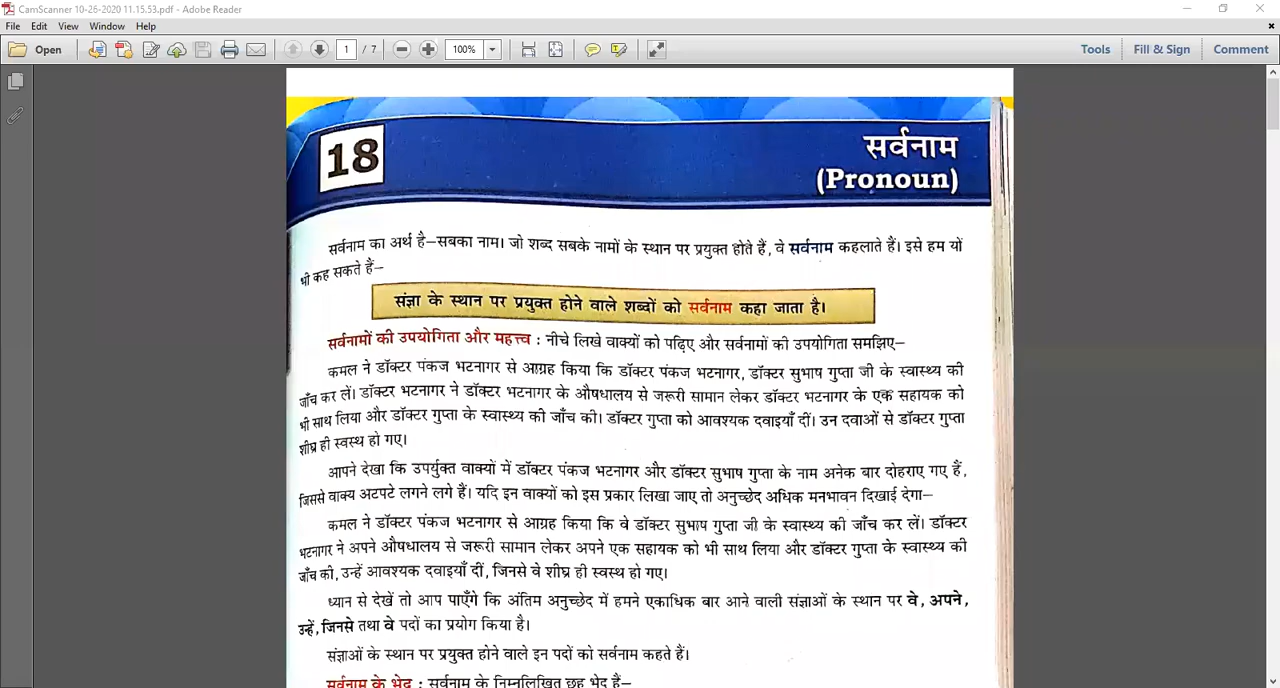 CamScanner 10-26-2020 11.15.53.pdf - Adobe Reader
File Edit View Window Help
Open 1 / 7 100% Tools Fill & Sign Comment
18
सर्वनाम
(Pronoun)
सर्वनाम का अर्थ है—सबका नाम। जो शब्द सबके नामों के स्थान पर प्रयुक्त होते हैं, वे सर्वनाम कहलाते हैं। इसे हम यों
भी कह सकते हैं—
संज्ञा के स्थान पर प्रयुक्त होने वाले शब्दों को सर्वनाम कहा जाता है।
सर्वनामों की उपयोगिता और महत्त्व : नीचे लिखे वाक्यों को पढ़िए और सर्वनामों की उपयोगिता समझिए—
कमल ने डॉक्टर पंकज भटनागर से आग्रह किया कि डॉक्टर पंकज भटनागर, डॉक्टर सुभाष गुप्ता जी के स्वास्थ्य की
जाँच कर लें। डॉक्टर भटनागर ने डॉक्टर भटनागर के औषधालय से जरूरी सामान लेकर डॉक्टर भटनागर के एक सहायक को
भी साथ लिया और डॉक्टर गुप्ता के स्वास्थ्य की जाँच की। डॉक्टर गुप्ता को आवश्यक दवाइयाँ दीं। उन दवाओं से डॉक्टर गुप्ता
शीघ्र ही स्वस्थ हो गए।
आपने देखा कि उपर्युक्त वाक्यों में डॉक्टर पंकज भटनागर और डॉक्टर सुभाष गुप्ता के नाम अनेक बार दोहराए गए हैं,
जिससे वाक्य अटपटे लगने लगे हैं। यदि इन वाक्यों को इस प्रकार लिखा जाए तो अनुच्छेद अधिक मनभावन दिखाई देगा—
कमल ने डॉक्टर पंकज भटनागर से आग्रह किया कि वे डॉक्टर सुभाष गुप्ता जी के स्वास्थ्य की जाँच कर लें। डॉक्टर
भटनागर ने अपने औषधालय से जरूरी सामान लेकर अपने एक सहायक को भी साथ लिया और डॉक्टर गुप्ता के स्वास्थ्य की
जाँच की, उन्हें आवश्यक दवाइयाँ दीं, जिनसे वे शीघ्र ही स्वस्थ हो गए।
ध्यान से देखें तो आप पाएँगे कि अंतिम अनुच्छेद में हमने एकाधिक बार आने वाली संज्ञाओं के स्थान पर वे, अपने,
उन्हें, जिनसे तथा वे पदों का प्रयोग किया है।
संज्ञाओं के स्थान पर प्रयुक्त होने वाले इन पदों को सर्वनाम कहते हैं।
सर्वनाम के भेद : सर्वनाम के निम्नलिखित छह भेद हैं—